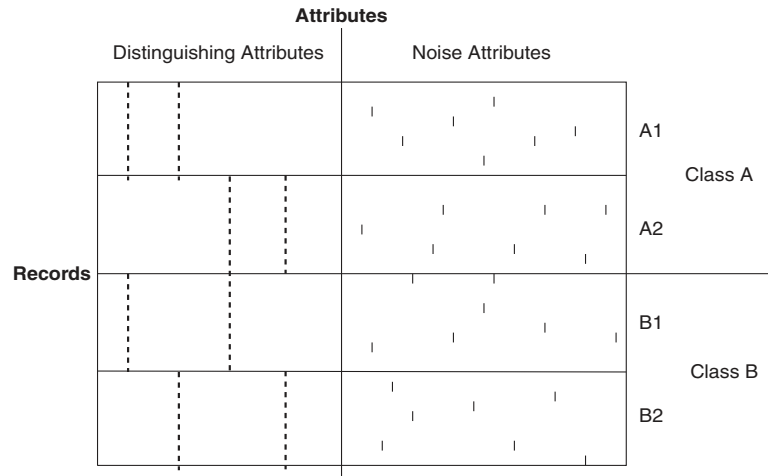 Attributes
Distinguishing Attributes
Noise Attributes
A1
Class A
A2
Records
B1
Class B
B2